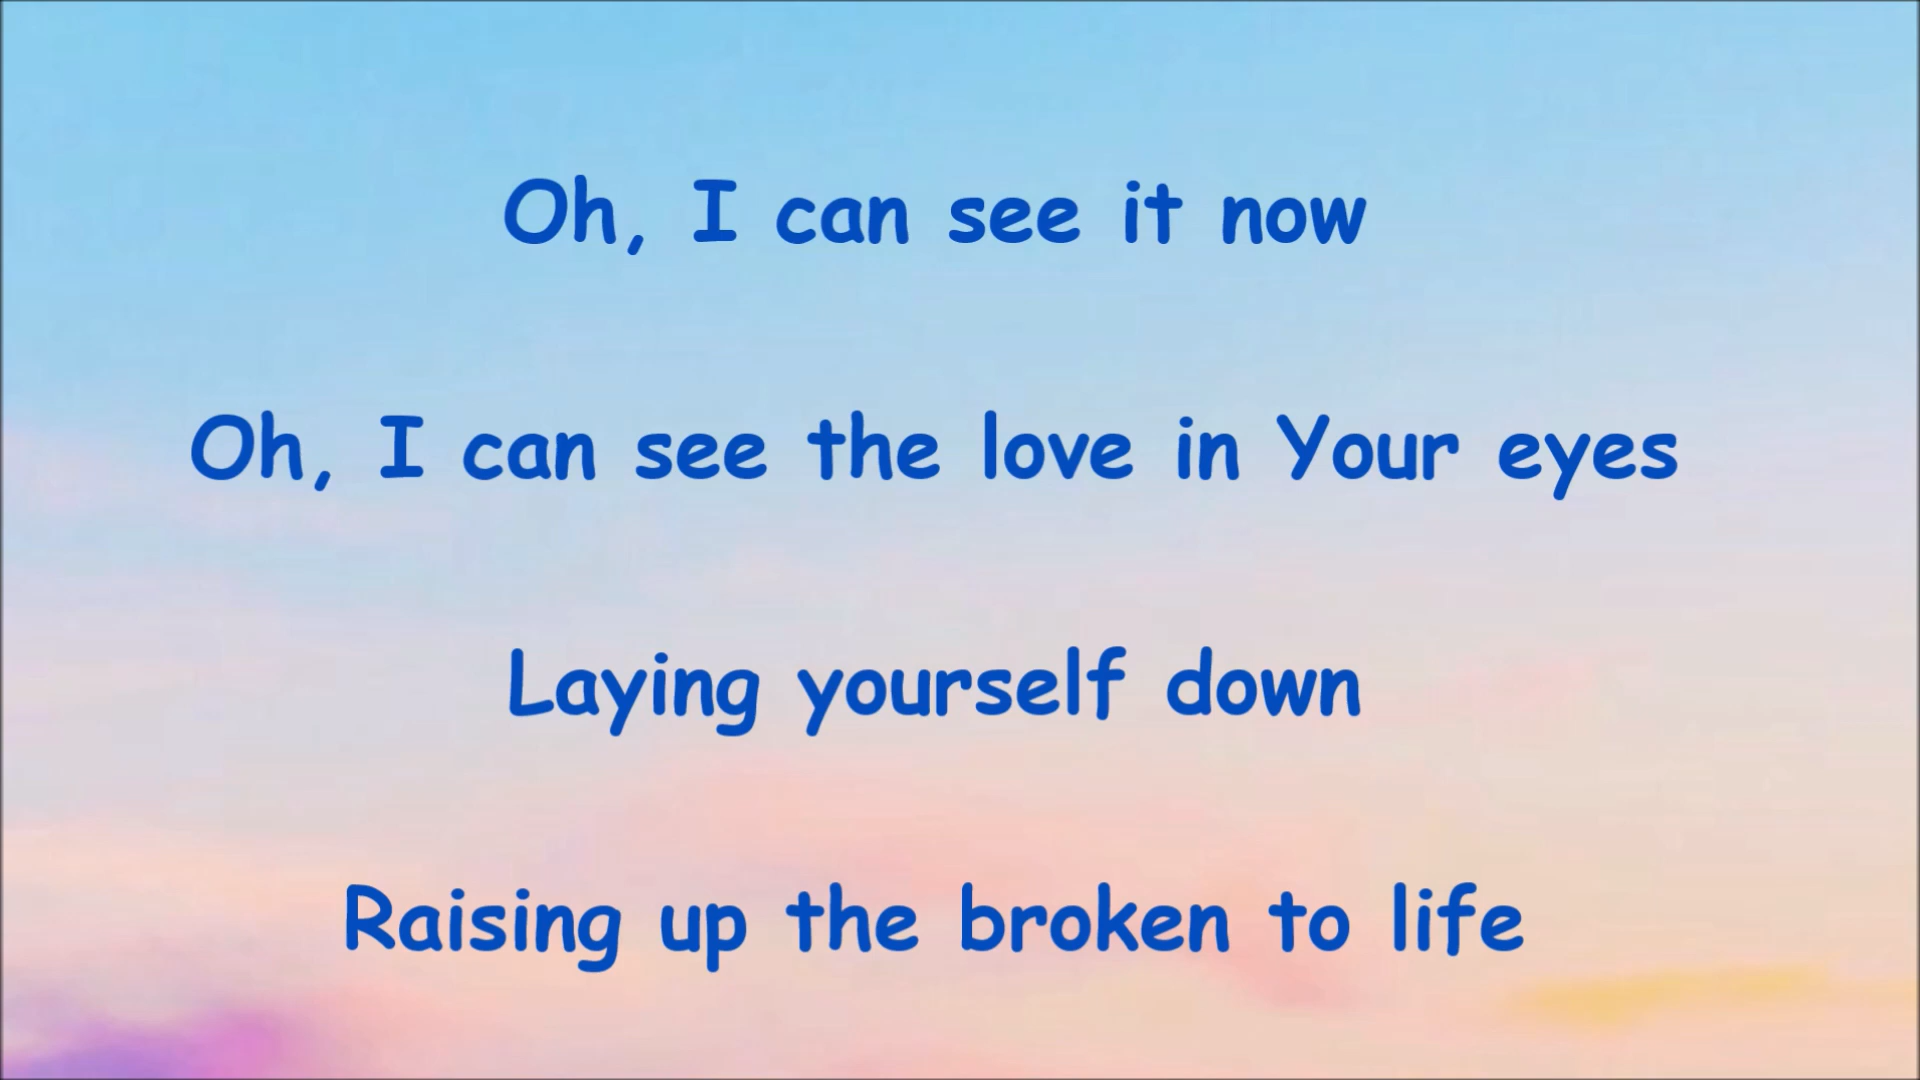 Oh, I can see it now
Oh, I can see the love in Your eyes
Laying yourself down
Raising up the broken to life